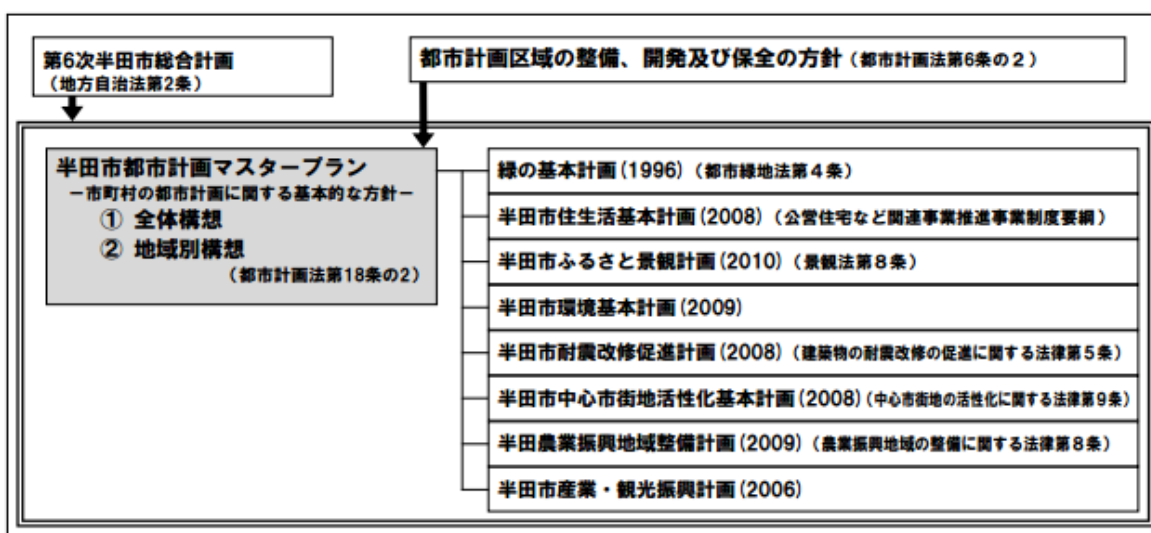 第6次半田市総合計画
(地方自治法第2条)
都市計画区域の整備、開発及び保全の方針(都市計画法第6条の2)
半田市都市計画マスタープラン
-市町村の都市計画に関する基本的な方針-
① 全体構想
② 地域別構想
(都市計画法第18条の2)
緑の基本計画(1996)(都市緑地法第4条)
半田市住生活基本計画(2008)(公営住宅など関連事業推進事業制度要綱)
半田市ふるさと景観計画(2010)(景観法第8条)
半田市環境基本計画(2009)
半田市耐震改修促進計画(2008)(建築物の耐震改修の促進に関する法律第5条)
半田市中心市街地活性化基本計画(2008)(中心市街地の活性化に関する法律第9条)
半田農業振興地域整備計画(2009)(農業振興地域の整備に関する法律第8条)
半田市産業・観光振興計画(2006)